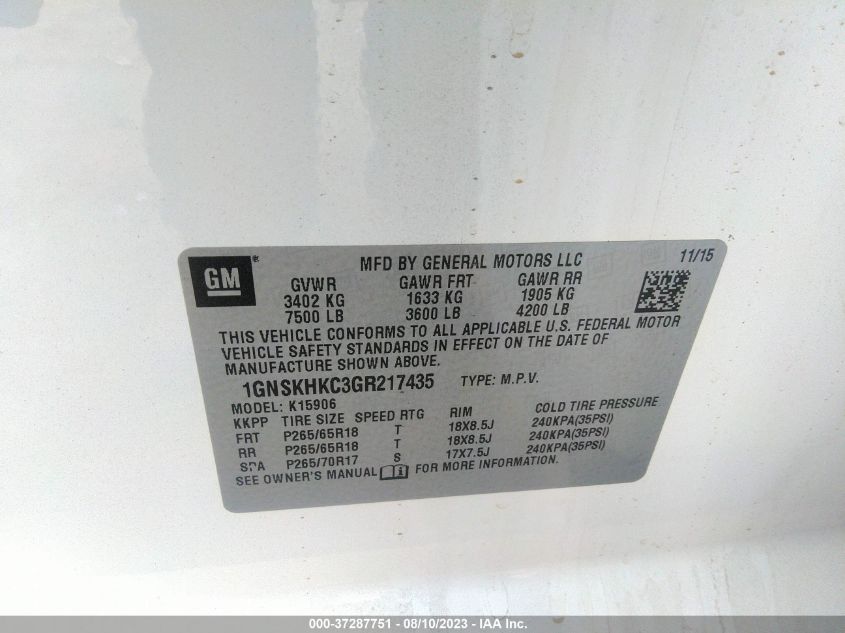 MFD BY GENERAL MOTORS LLC 11/15
GM®
GVWR GAWR FRT GAWR RR
3402 KG 1633 KG 1905 KG
7500 LB 3600 LB 4200 LB
THIS VEHICLE CONFORMS TO ALL APPLICABLE U.S. FEDERAL MOTOR
VEHICLE SAFETY STANDARDS IN EFFECT ON THE DATE OF
MANUFACTURE SHOWN ABOVE.
1GNSKHKC3GR217435 TYPE: M.P.V.
MODEL: K15906
KKPP TIRE SIZE SPEED RTG RIM COLD TIRE PRESSURE
FRT P265/65R18 T 18X8.5J 240KPA(35PSI)
RR P265/65R18 T 18X8.5J 240KPA(35PSI)
SPA P265/70R17 S 17X7.5J 240KPA(35PSI)
SEE OWNER'S MANUAL FOR MORE INFORMATION.
000-37287751 - 08/10/2023 - IAA Inc.